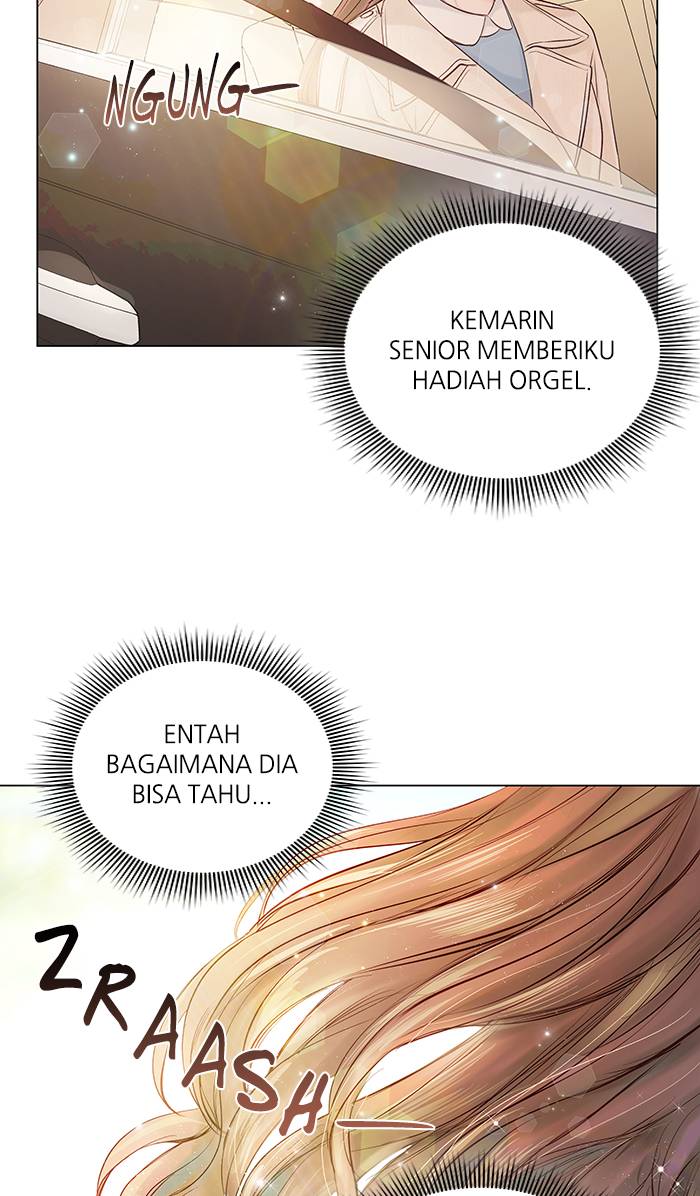 NGUNG—
KEMARIN
SENIOR MEMBERIKU
HADIAH ORGEL.
ENTAH
BAGAIMANA DIA
BISA TAHU...
ZRAASH—